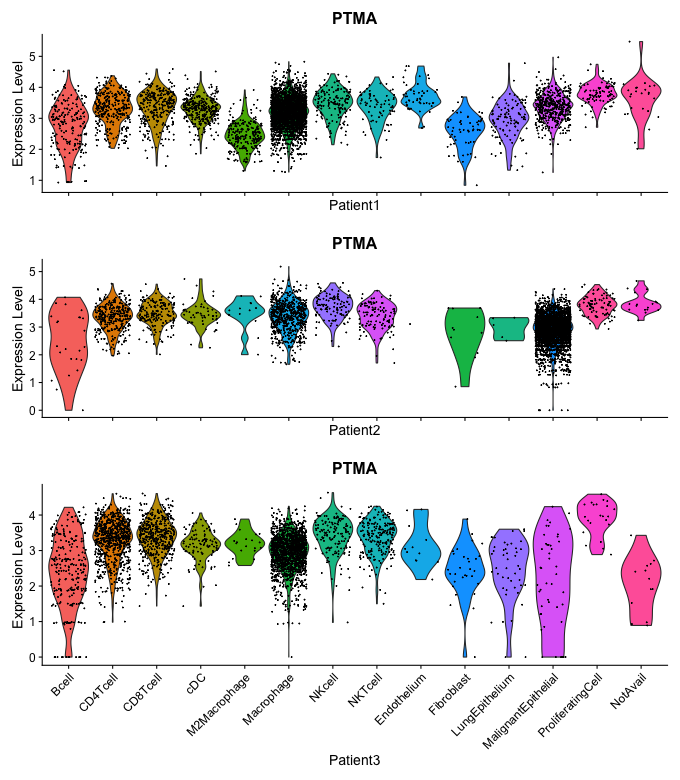 PTMA
Expression Level
5
4
3
2
1
Patient1
PTMA
Expression Level
5
4
3
2
1
0
Patient2
PTMA
Expression Level
4
3
2
1
0
Bcell
CD4Tcell
CD8Tcell
cDC
M2Macrophage
Macrophage
NKcell
NKTcell
Endothelium
Fibroblast
LungEpithelium
MalignantEpithelial
ProliferatingCell
NotAvail
Patient3